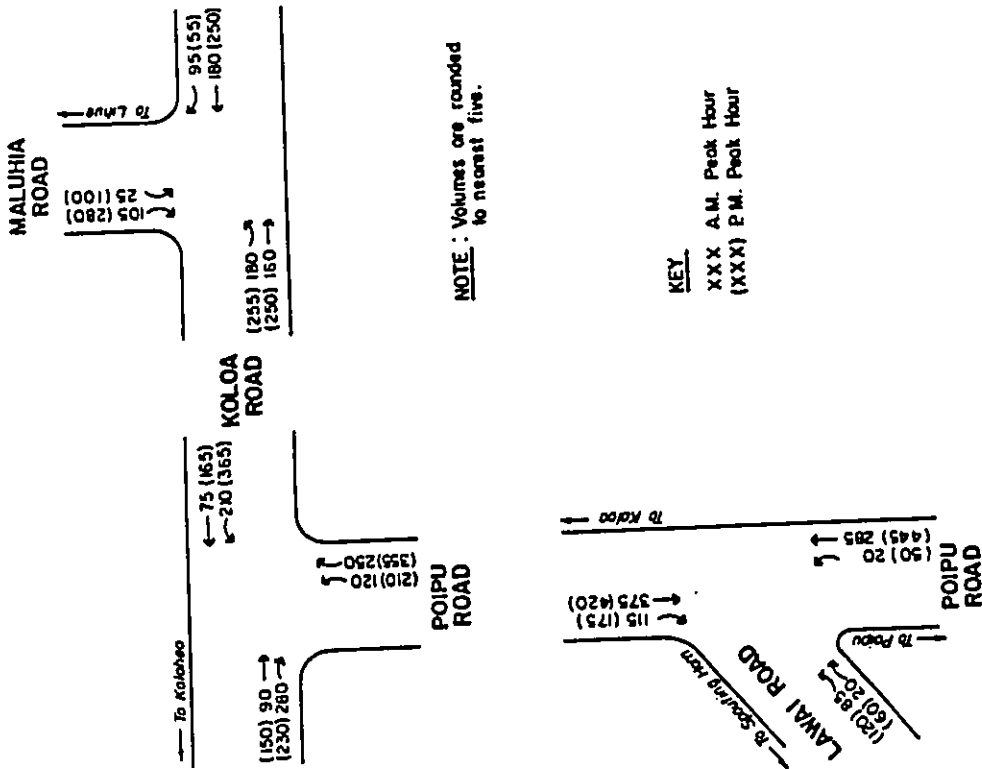 MALUHIA
ROAD
To Lihue
105 (280)
25 (100)
95 (55)
180 (250)
(255) 180
(250) 160
KOLOA
ROAD
75 (165)
210 (365)
To Kalaheo
(150) 90
(230) 280
(210) 120
(355) 250
POIPU
ROAD
NOTE : Volumes are rounded
to nearest five.
KEY
XXX A.M. Peak Hour
(XXX) P.M. Peak Hour
To Koloa
115 (175)
375 (420)
(50) 20
(445) 285
To Spouting Horn
LAWAI ROAD
(120) 85
(60) 20
To Poipu
POIPU
ROAD